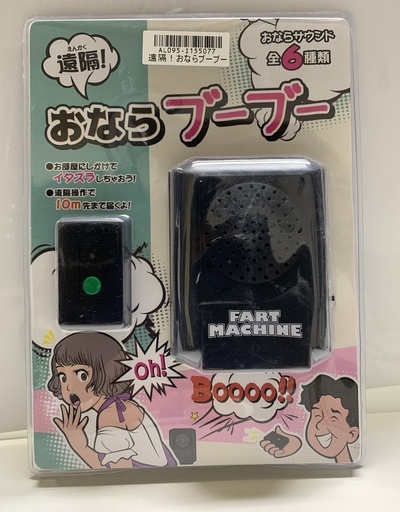 AL095-I155077
遠隔！おならブーブー
えんかく
遠隔!
おならサウンド
全6種類
おならブーブー
●お部屋にしかけて
イタズラしちゃおう!
●遠隔操作で
10m先まで届くよ!
FART
MACHINE
Oh!
Boooo!!